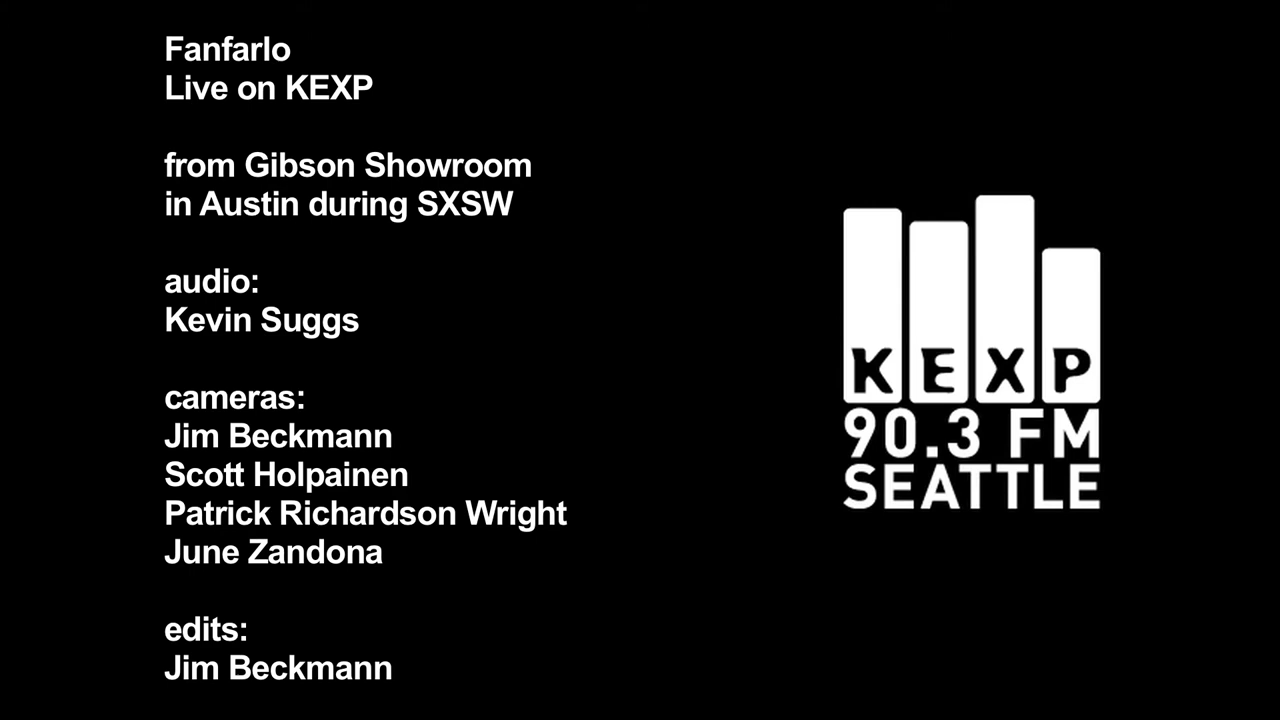 Fanfarlo
Live on KEXP
from Gibson Showroom
in Austin during SXSW
audio:
Kevin Suggs
cameras:
Jim Beckmann
Scott Holpainen
Patrick Richardson Wright
June Zandona
edits:
Jim Beckmann
KEXP
90.3 FM
SEATTLE